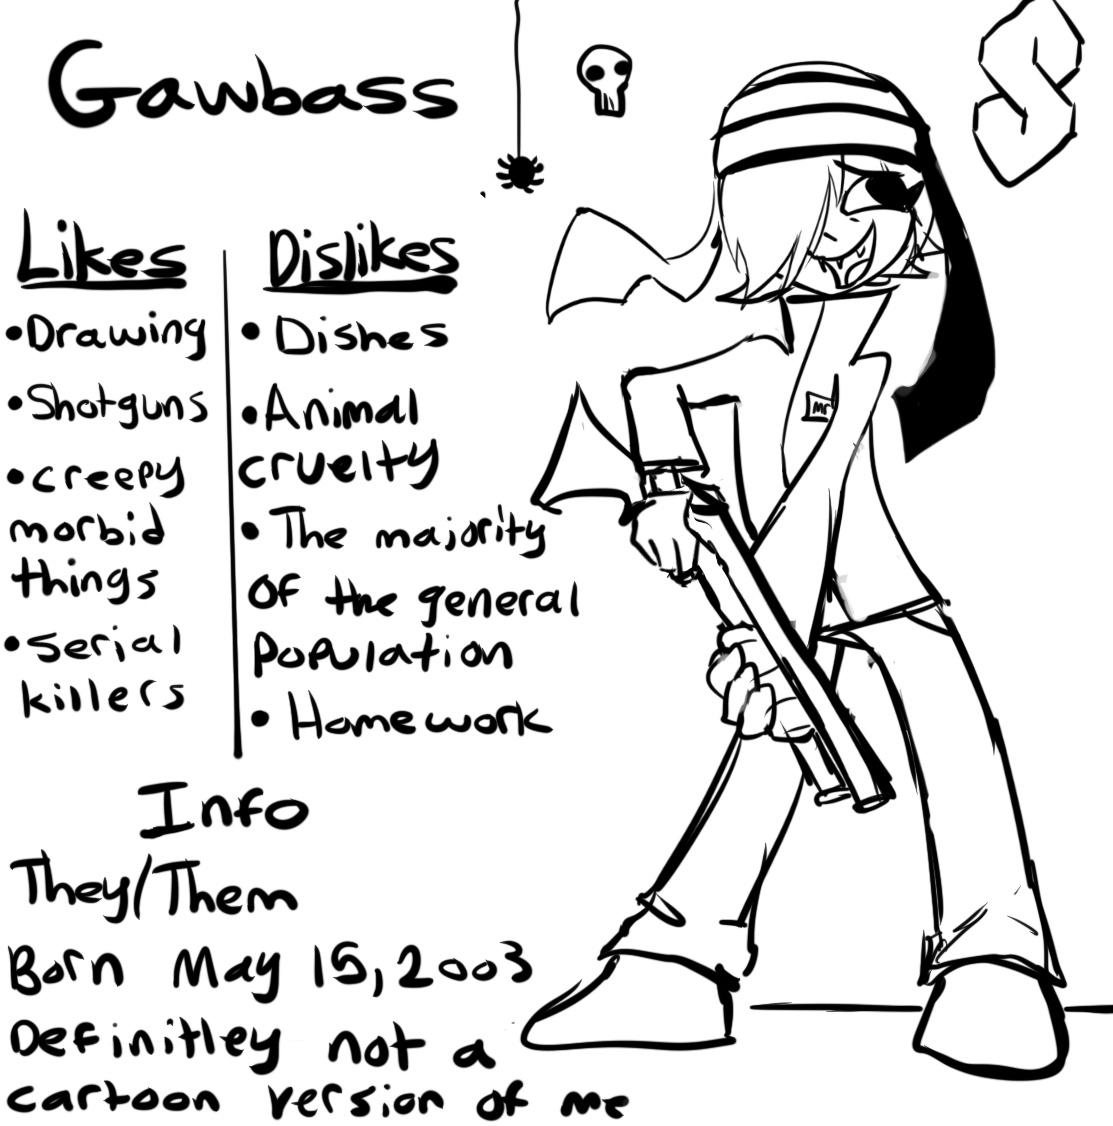 Gawbass
Likes
•Drawing
•Shotguns
•creepy
morbid
things
•serial
killers
Dislikes
• Dishes
•Animal
cruelty
• The majority
of the general
population
• Homework
Info
They/Them
Born May 15, 2003
Definitley not a
cartoon version of me
Mr